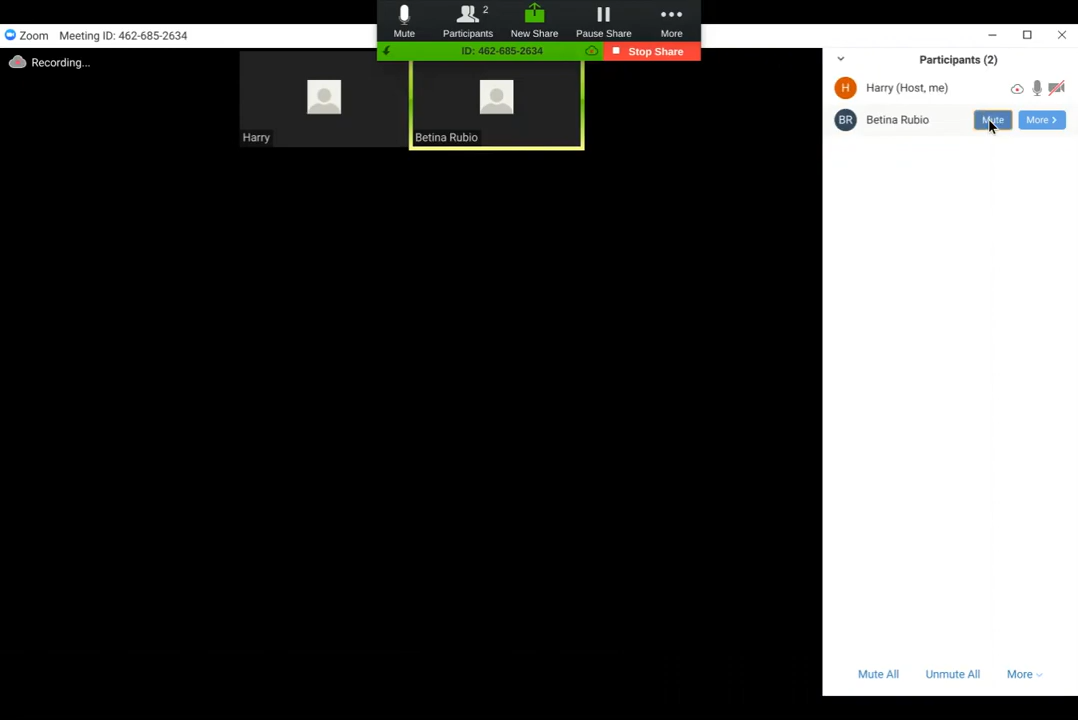 Mute
Participants 2
New Share
Pause Share
More
Zoom Meeting ID: 462-685-2634
ID: 462-685-2634
Stop Share
Recording...
Harry
Betina Rubio
Participants (2)
H Harry (Host, me)
BR Betina Rubio Mute More >
Mute All Unmute All More